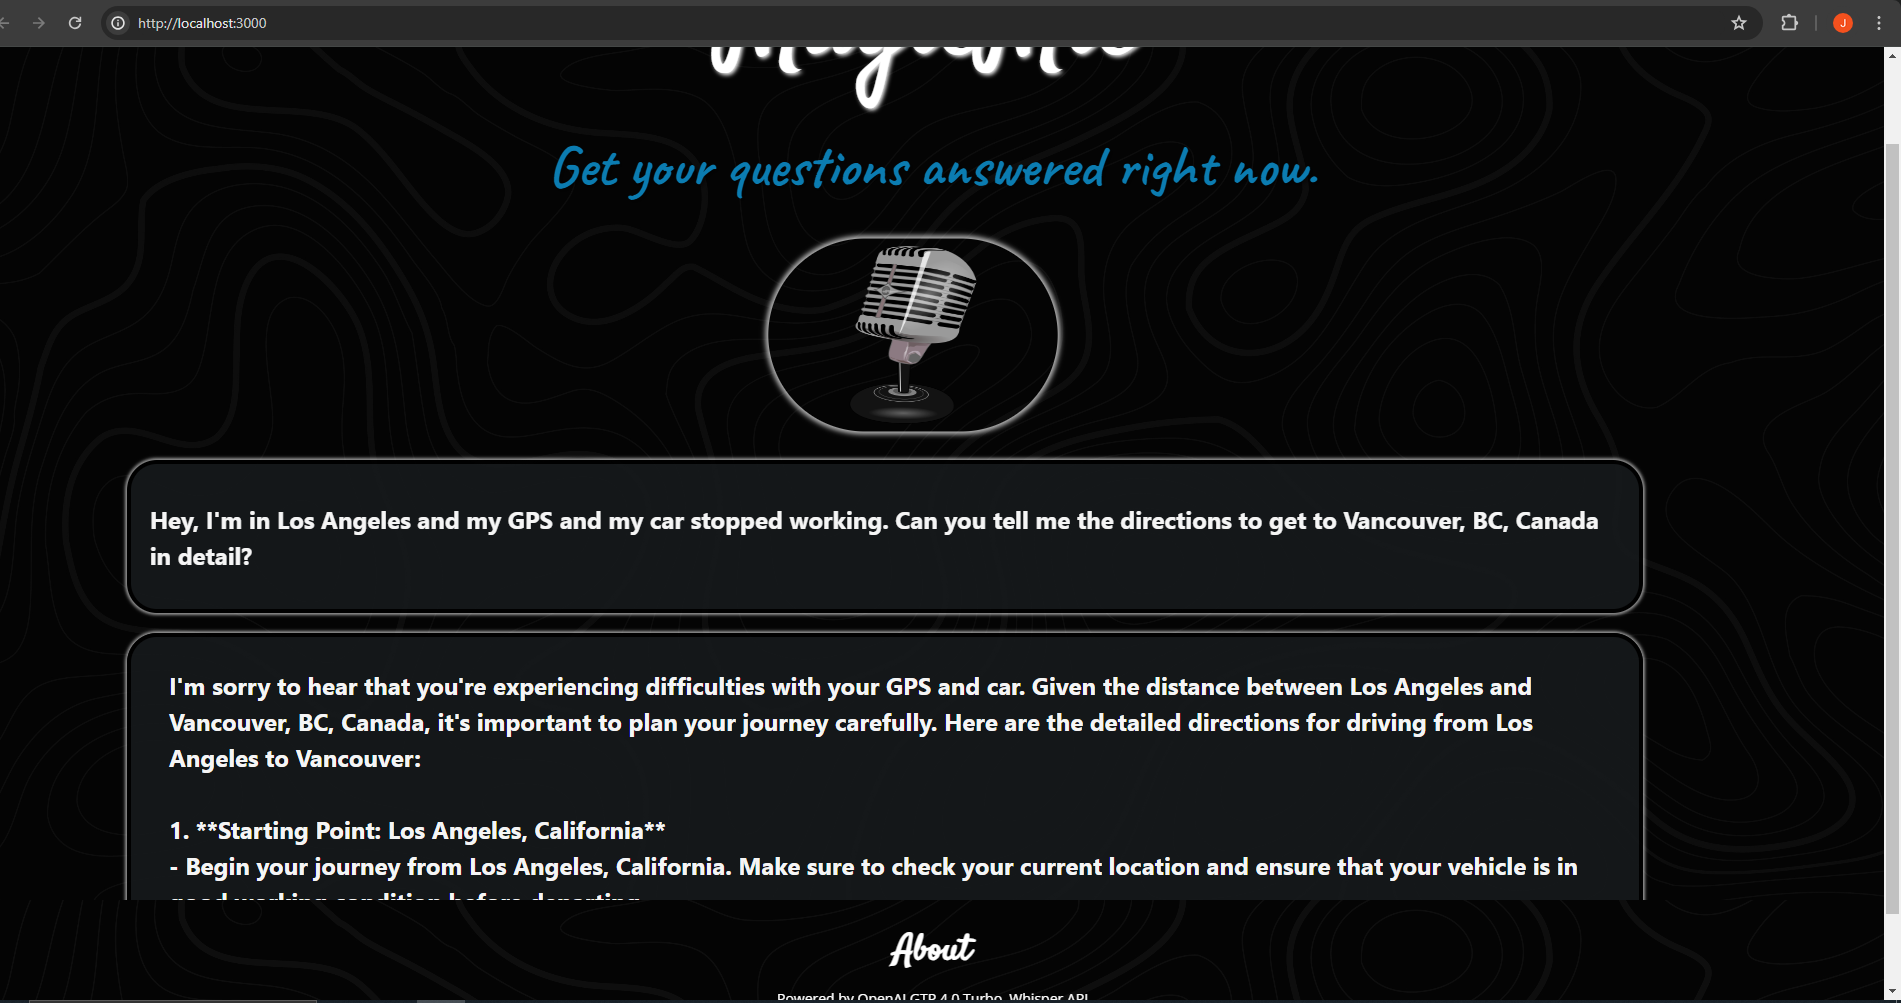 http://localhost:3000
J
MagicMic
Get your questions answered right now.
Hey, I'm in Los Angeles and my GPS and my car stopped working. Can you tell me the directions to get to Vancouver, BC, Canada
in detail?
I'm sorry to hear that you're experiencing difficulties with your GPS and car. Given the distance between Los Angeles and
Vancouver, BC, Canada, it's important to plan your journey carefully. Here are the detailed directions for driving from Los
Angeles to Vancouver:
1. **Starting Point: Los Angeles, California**
- Begin your journey from Los Angeles, California. Make sure to check your current location and ensure that your vehicle is in
good working condition before departing.
About
Powered by OpenAI GTP 4.0 Turbo, Whisper API